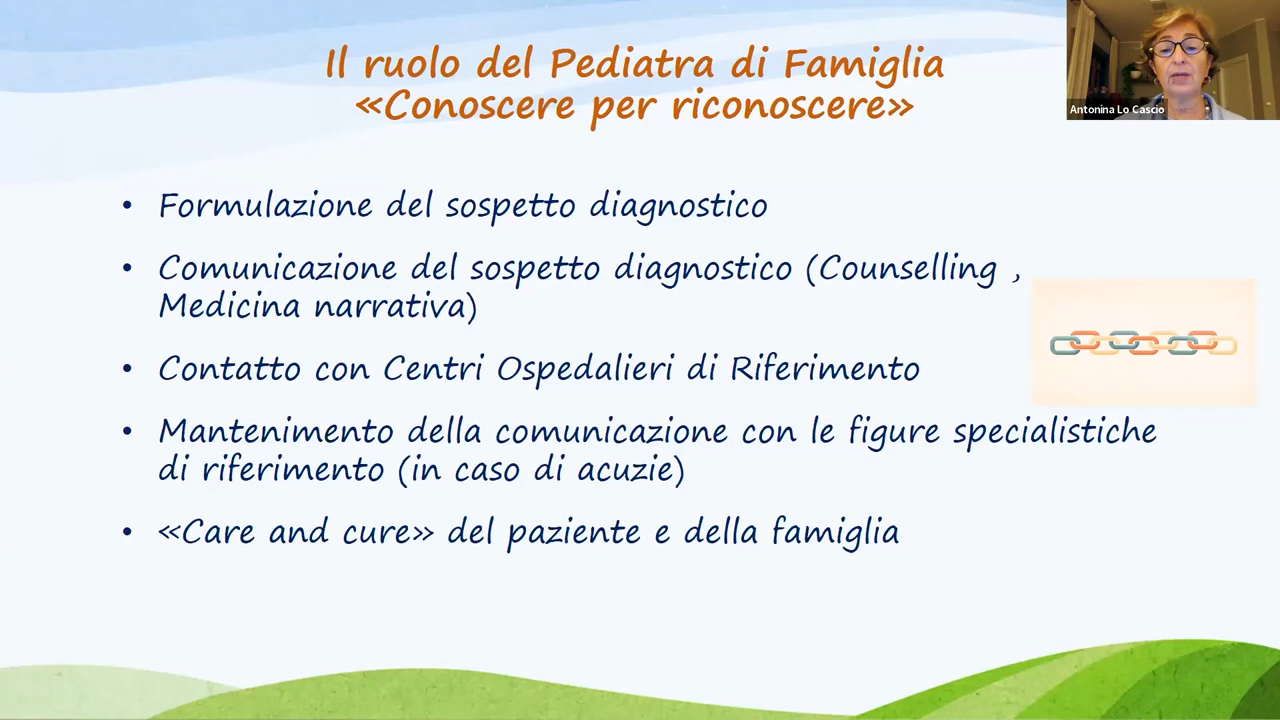 Il ruolo del Pediatra di Famiglia
«Conoscere per riconoscere»
Antonina Lo Cascio
• Formulazione del sospetto diagnostico
• Comunicazione del sospetto diagnostico (Counselling ,
Medicina narrativa)
• Contatto con Centri Ospedalieri di Riferimento
• Mantenimento della comunicazione con le figure specialistiche
di riferimento (in caso di acuzie)
• «Care and cure» del paziente e della famiglia